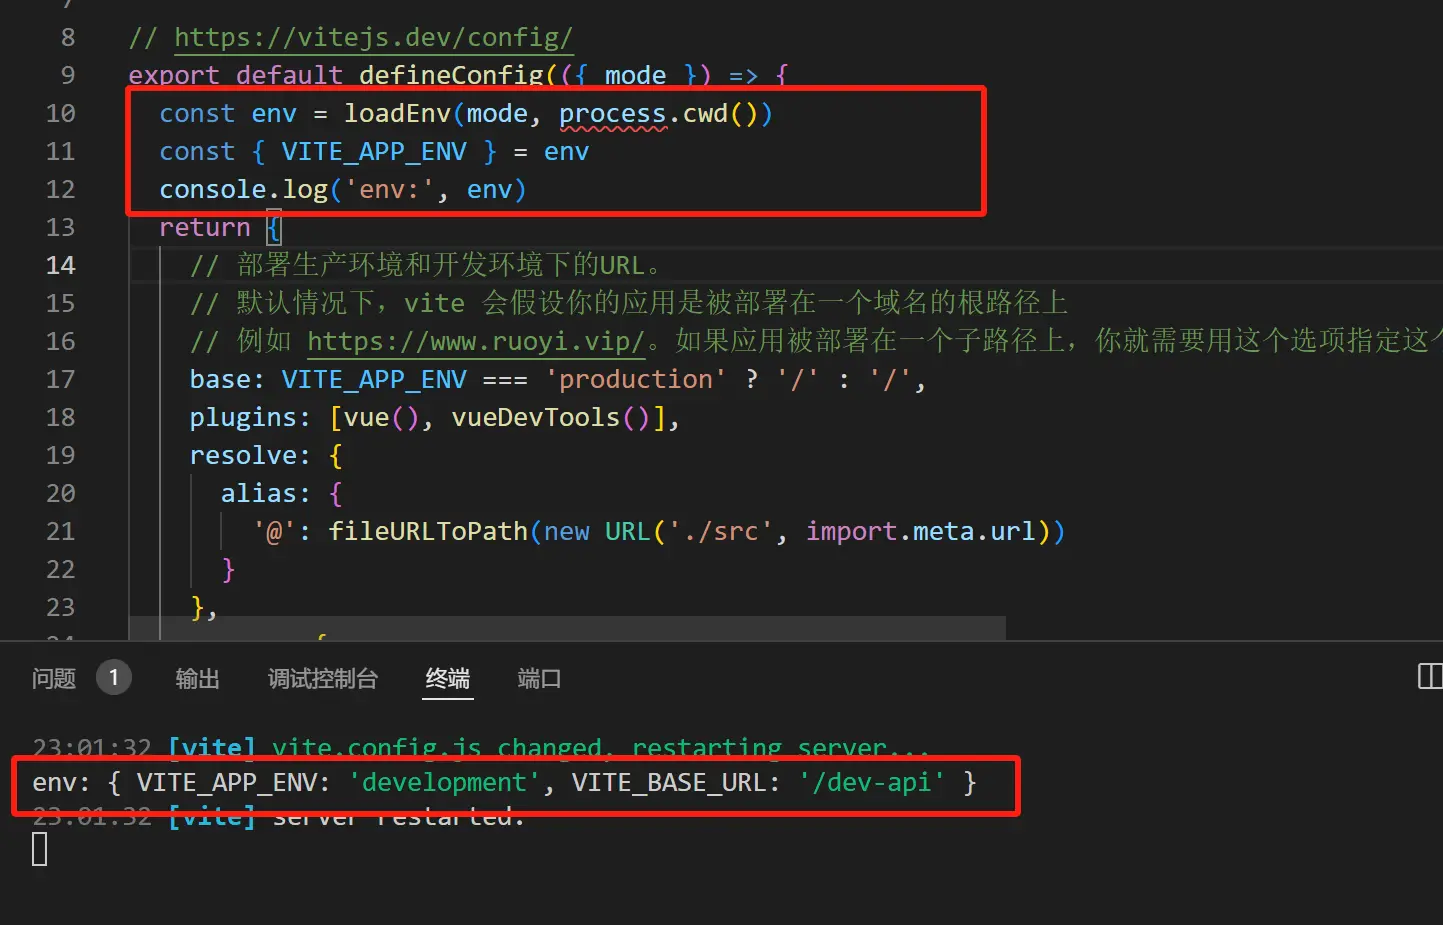 8 // https://vitejs.dev/config/
9 export default defineConfig(({ mode }) => {
10 const env = loadEnv(mode, process.cwd())
11 const { VITE_APP_ENV } = env
12 console.log('env:', env)
13 return {
14 // 部署生产环境和开发环境下的URL。
15 // 默认情况下，vite 会假设你的应用是被部署在一个域名的根路径上
16 // 例如 https://www.ruoyi.vip/。如果应用被部署在一个子路径上，你就需要用这个选项指定这
17 base: VITE_APP_ENV === 'production' ? '/' : '/',
18 plugins: [vue(), vueDevTools()],
19 resolve: {
20 alias: {
21 '@': fileURLToPath(new URL('./src', import.meta.url))
22 }
23 },
问题 1 输出 调试控制台 终端 端口
23:01:32 [vite] vite.config.js changed, restarting server...
env: { VITE_APP_ENV: 'development', VITE_BASE_URL: '/dev-api' }
23:01:32 [vite] server restarted.